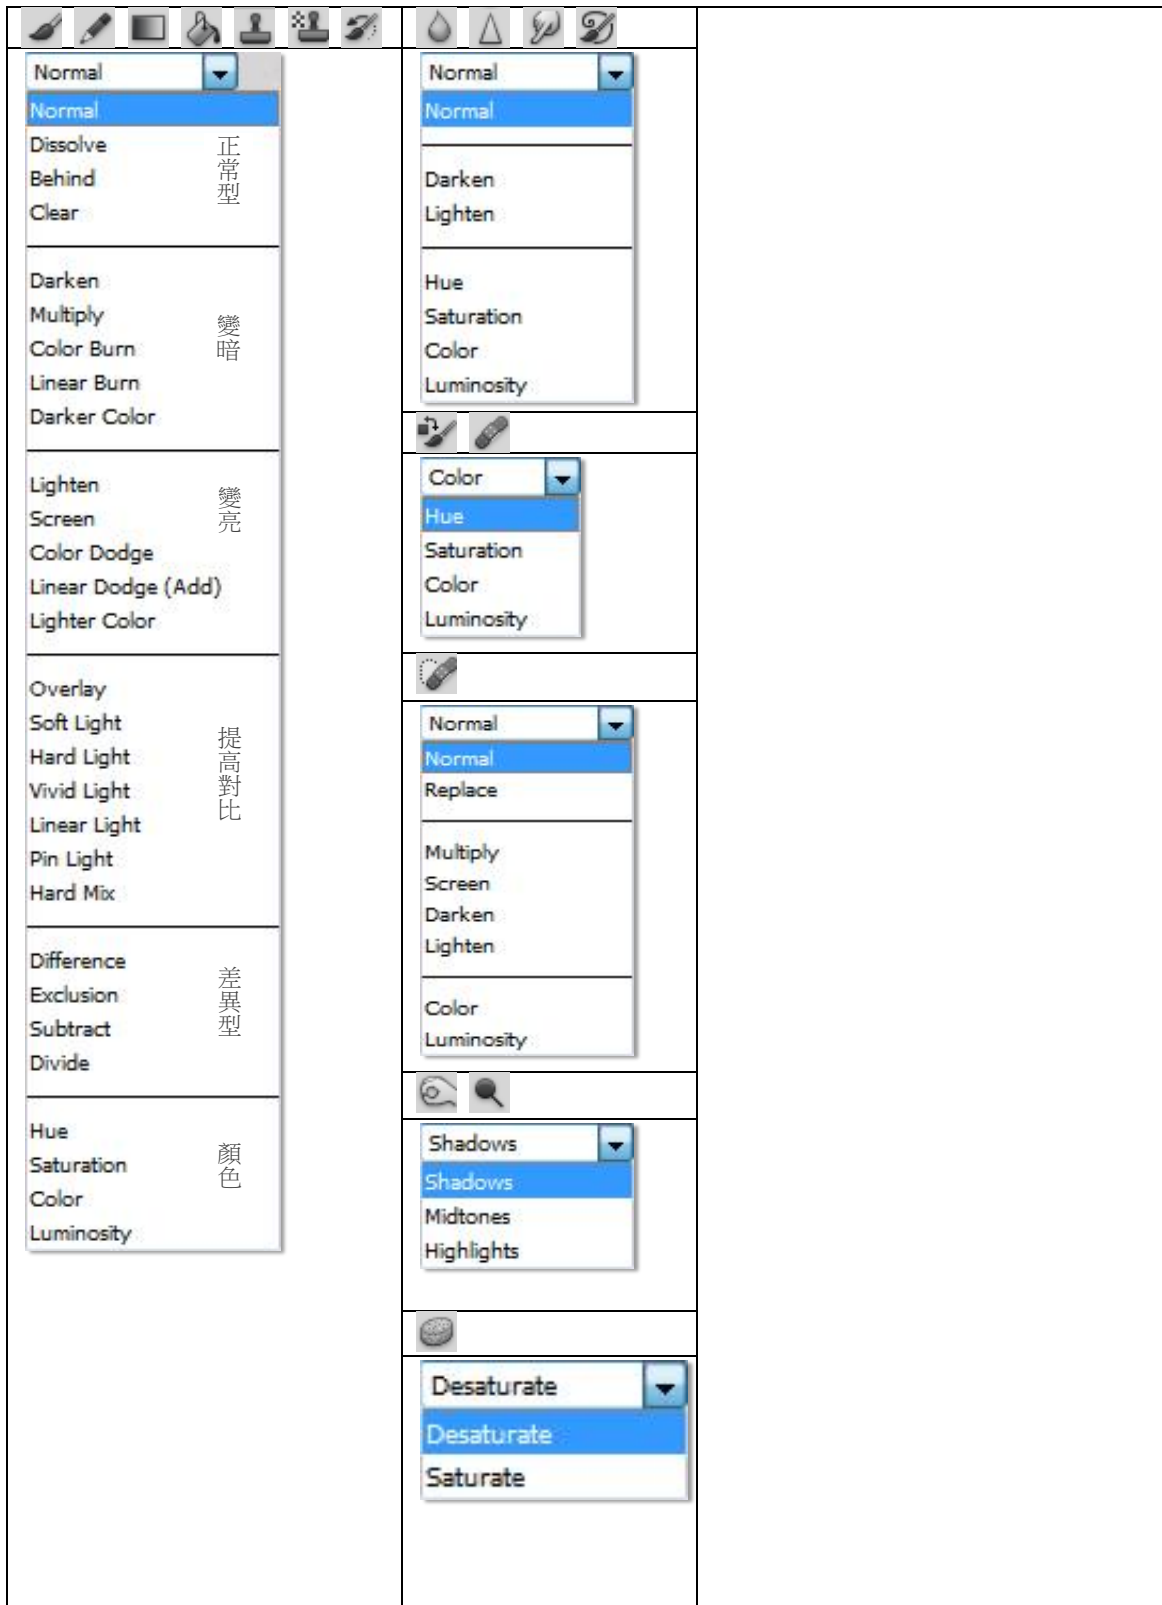 Normal
Normal
Dissolve
Behind
Clear
正常型
Darken
Multiply
Color Burn
Linear Burn
Darker Color
變暗
Lighten
Screen
Color Dodge
Linear Dodge (Add)
Lighter Color
變亮
Overlay
Soft Light
Hard Light
Vivid Light
Linear Light
Pin Light
Hard Mix
提高對比
Difference
Exclusion
Subtract
Divide
差異型
Hue
Saturation
Color
Luminosity
顏色
Normal
Normal
Darken
Lighten
Hue
Saturation
Color
Luminosity
Color
Hue
Saturation
Color
Luminosity
Normal
Normal
Replace
Multiply
Screen
Darken
Lighten
Color
Luminosity
Shadows
Shadows
Midtones
Highlights
Desaturate
Desaturate
Saturate